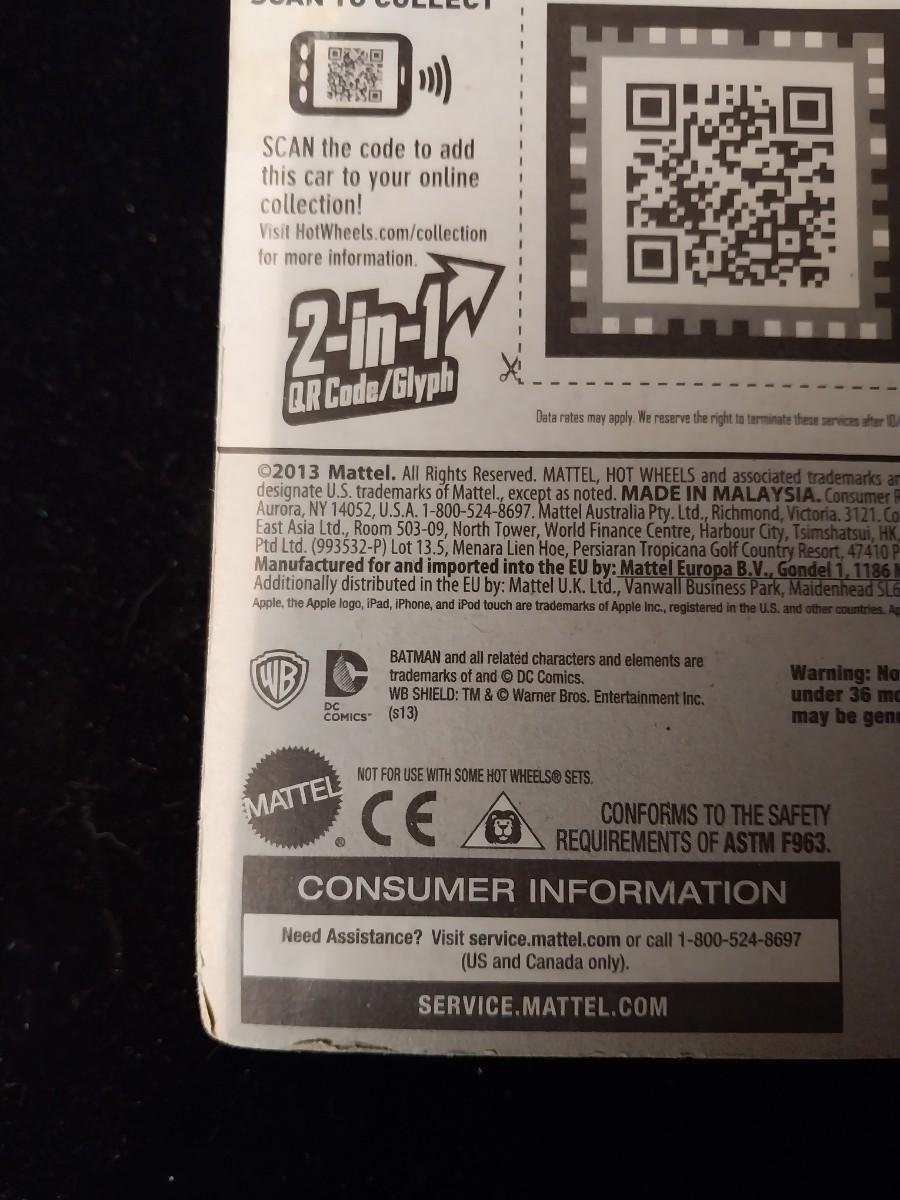 SCAN TO COLLECT
SCAN the code to add
this car to your online
collection!
Visit HotWheels.com/collection
for more information.
2-in-1
QR Code/Glyph
Data rates may apply. We reserve the right to terminate these services after 10/
©2013 Mattel. All Rights Reserved. MATTEL, HOT WHEELS and associated trademarks
designate U.S. trademarks of Mattel., except as noted. MADE IN MALAYSIA. Consumer
Aurora, NY 14052, U.S.A. 1-800-524-8697. Mattel Australia Pty. Ltd., Richmond, Victoria. 3121.
East Asia Ltd., Room 503-09, North Tower, World Finance Centre, Harbour City, Tsimshatsui, HK,
Ptd Ltd. (993532-P) Lot 13.5, Menara Lien Hoe, Persiaran Tropicana Golf Country Resort, 47410
Manufactured for and imported into the EU by: Mattel Europa B.V., Gondel 1, 1186
Additionally distributed in the EU by: Mattel U.K. Ltd., Vanwall Business Park, Maidenhead SL6
Apple, the Apple logo, iPad, iPhone, and iPod touch are trademarks of Apple Inc., registered in the U.S. and other countries.
WB
DC
COMICS™
BATMAN and all related characters and elements are
trademarks of and © DC Comics.
WB SHIELD: TM & © Warner Bros. Entertainment Inc.
(s13)
Warning: No
under 36 mo
may be gene
MATTEL®
NOT FOR USE WITH SOME HOT WHEELS® SETS.
CE
CONFORMS TO THE SAFETY
REQUIREMENTS OF ASTM F963.
CONSUMER INFORMATION
Need Assistance? Visit service.mattel.com or call 1-800-524-8697
(US and Canada only).
SERVICE.MATTEL.COM